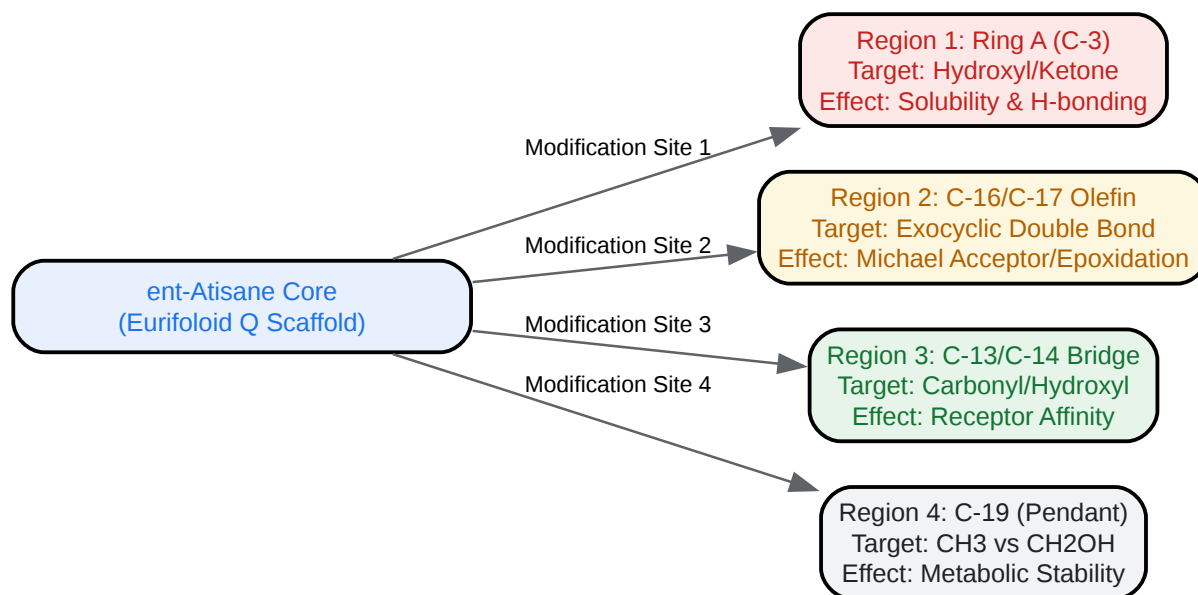 Region 1: Ring A (C-3)
Target: Hydroxyl/Ketone
Effect: Solubility & H-bonding
Modification Site 1
Region 2: C-16/C-17 Olefin
Target: Exocyclic Double Bond
Effect: Michael Acceptor/Epoxidation
Modification Site 2
ent-Atisane Core
(Eurifoloid Q Scaffold)
Modification Site 3
Region 3: C-13/C-14 Bridge
Target: Carbonyl/Hydroxyl
Effect: Receptor Affinity
Modification Site 4
Region 4: C-19 (Pendant)
Target: CH3 vs CH2OH
Effect: Metabolic Stability